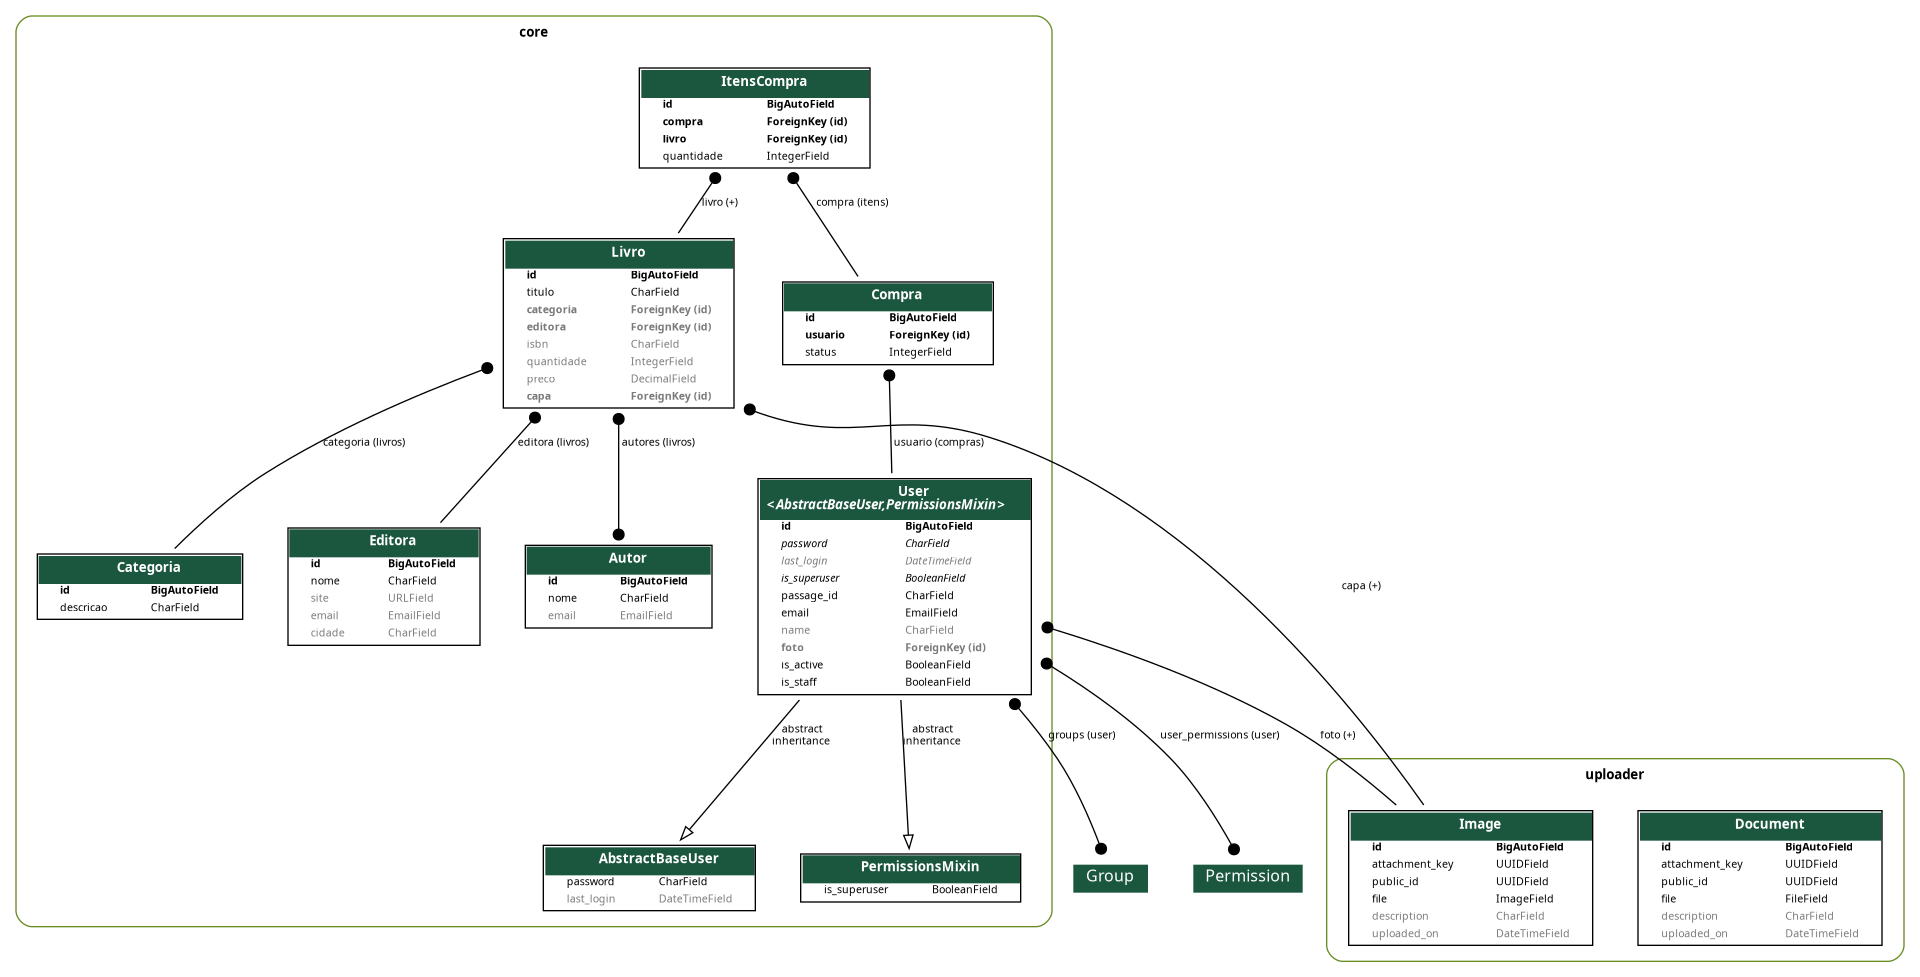 core
ItensCompra
id BigAutoField
compra ForeignKey (id)
livro ForeignKey (id)
quantidade IntegerField
livro (+)
compra (itens)
Livro
id BigAutoField
titulo CharField
categoria ForeignKey (id)
editora ForeignKey (id)
isbn CharField
quantidade IntegerField
preco DecimalField
capa ForeignKey (id)
Compra
id BigAutoField
usuario ForeignKey (id)
status IntegerField
categoria (livros)
editora (livros)
autores (livros)
usuario (compras)
capa (+)
Categoria
id BigAutoField
descricao CharField
Editora
id BigAutoField
nome CharField
site URLField
email EmailField
cidade CharField
Autor
id BigAutoField
nome CharField
email EmailField
User
<AbstractBaseUser,PermissionsMixin>
id BigAutoField
password CharField
last_login DateTimeField
is_superuser BooleanField
passage_id CharField
email EmailField
name CharField
foto ForeignKey (id)
is_active BooleanField
is_staff BooleanField
abstract
inheritance
abstract
inheritance
groups (user)
user_permissions (user)
foto (+)
AbstractBaseUser
password CharField
last_login DateTimeField
PermissionsMixin
is_superuser BooleanField
Group
Permission
uploader
Image
id BigAutoField
attachment_key UUIDField
public_id UUIDField
file ImageField
description CharField
uploaded_on DateTimeField
Document
id BigAutoField
attachment_key UUIDField
public_id UUIDField
file FileField
description CharField
uploaded_on DateTimeField